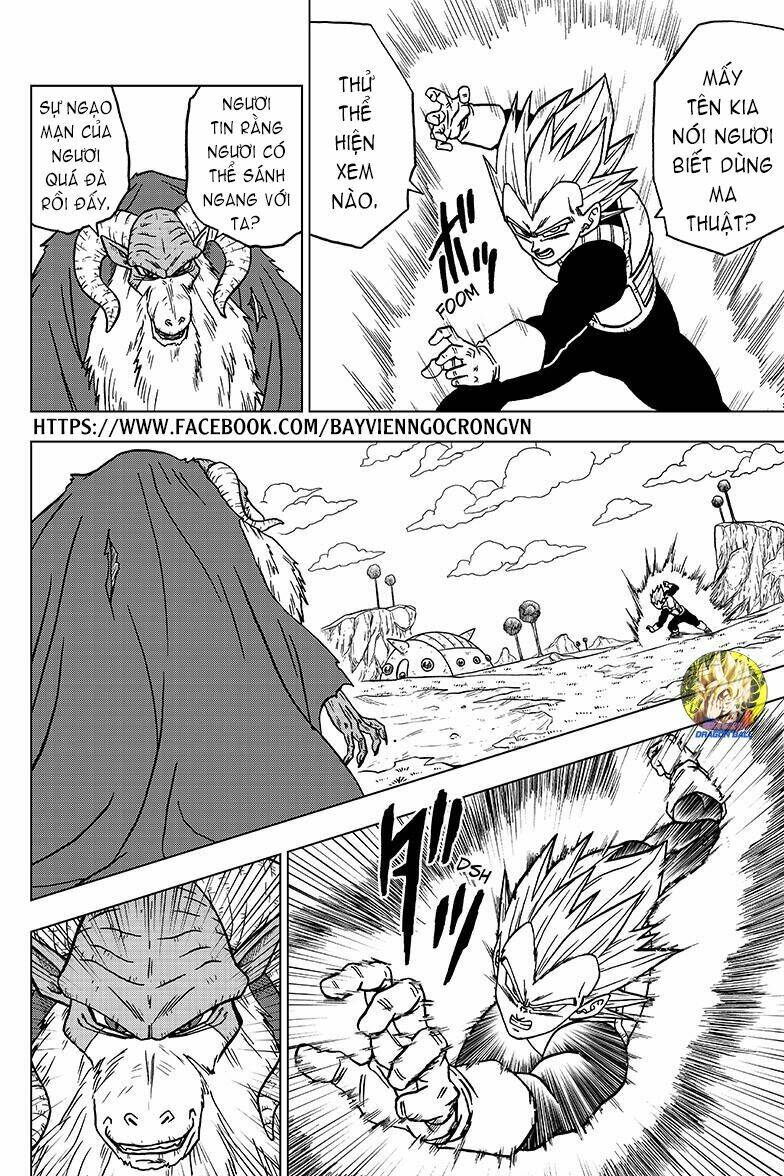 MẤY
TÊN KIA
NÓI NGƯƠI
BIẾT DÙNG
MA
THUẬT?
THỬ
THỂ
HIỆN
XEM
NÀO.
FOOM
NGƯƠI
TIN RẰNG
NGƯƠI CÓ
THỂ SÁNH
NGANG VỚI
TA?
SỰ NGẠO
MẠN CỦA
NGƯƠI
QUÁ ĐÀ
RỒI ĐẤY.
HTTPS://WWW.FACEBOOK.COM/BAYVIENNGOCRONGVN
DRAGON BALL
DSH